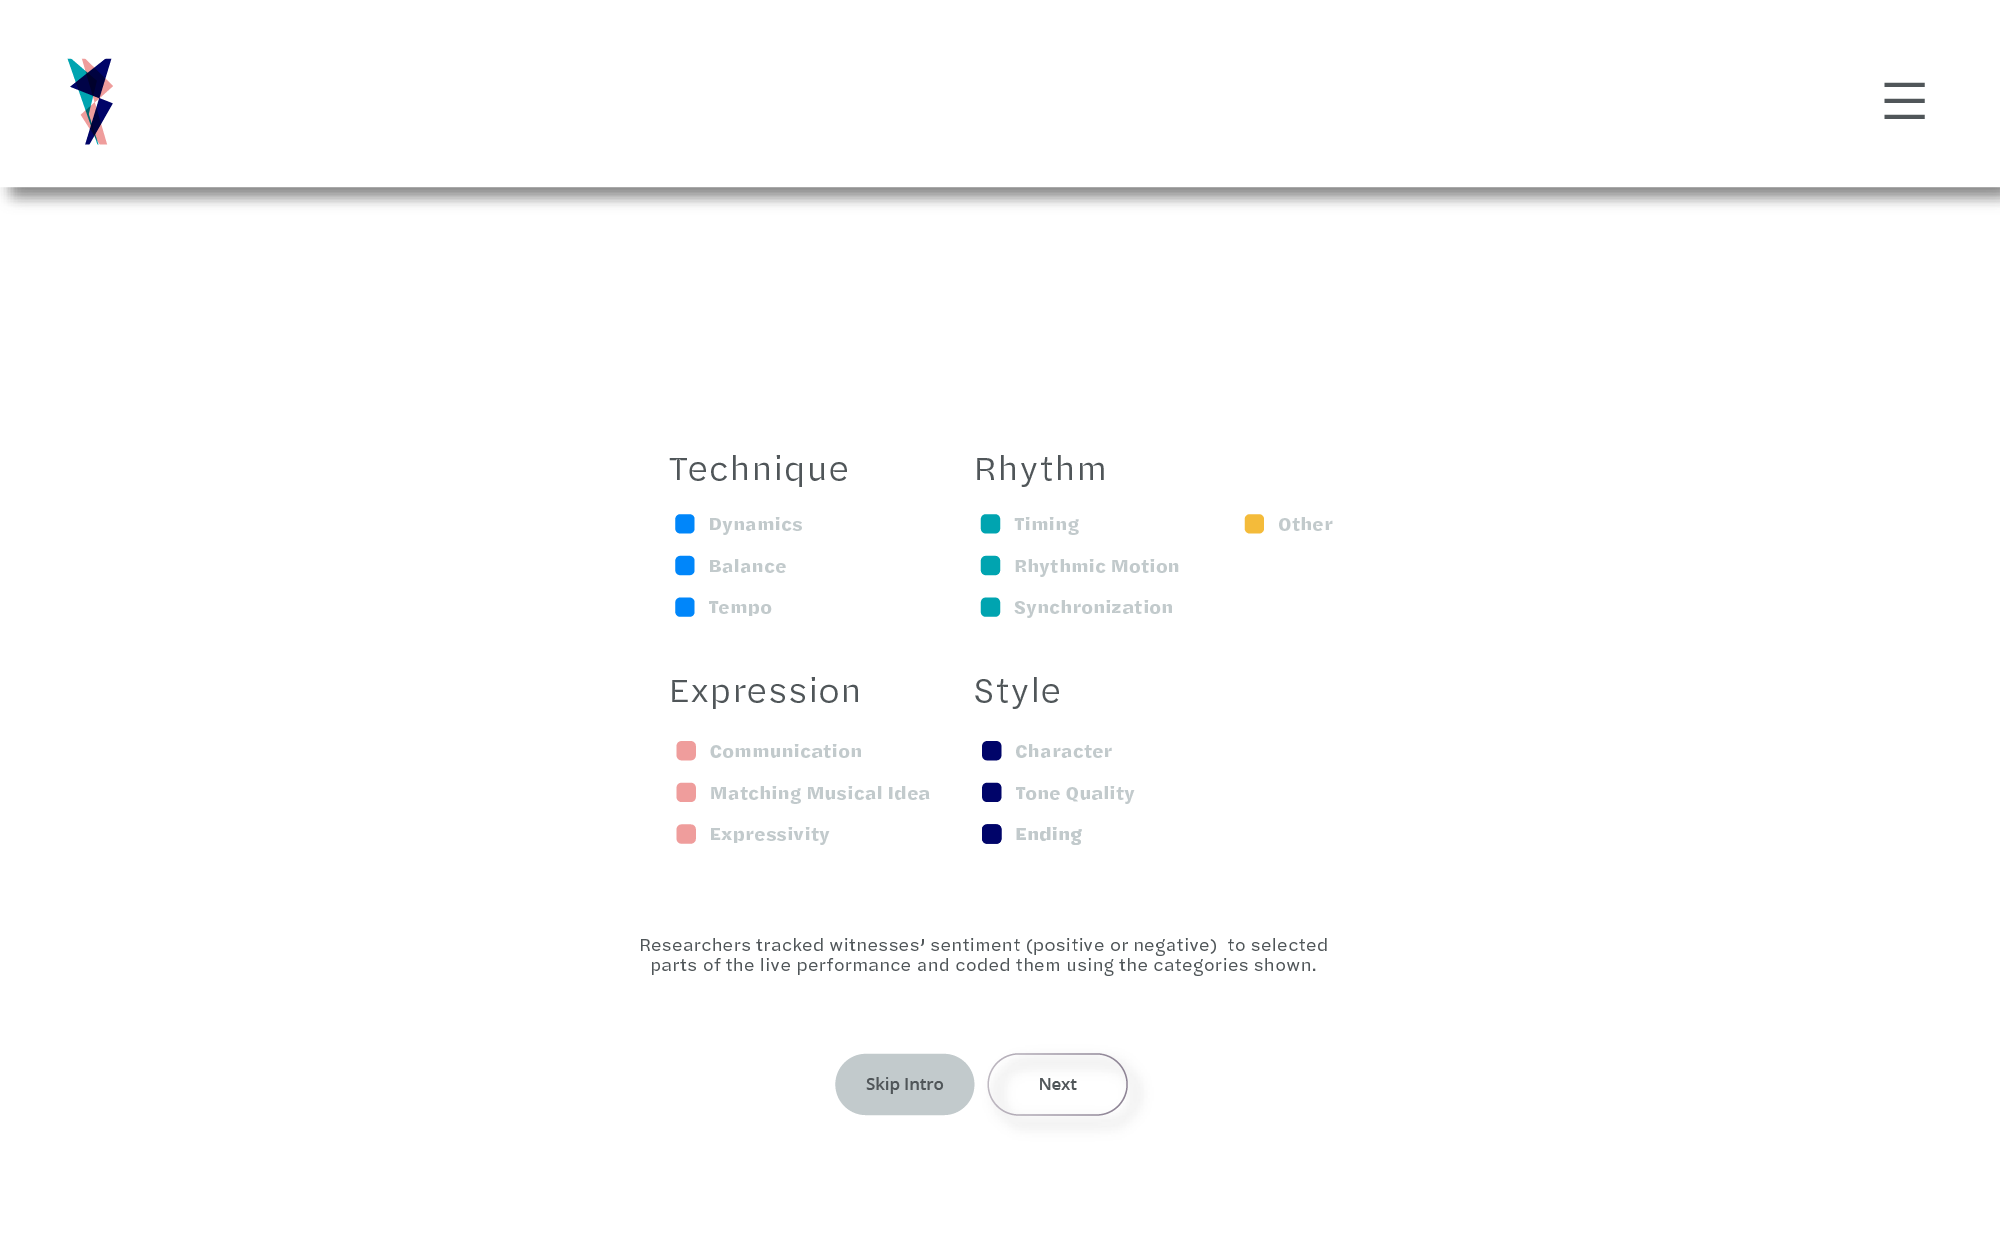 Technique
Dynamics
Balance
Tempo
Rhythm
Timing
Rhythmic Motion
Synchronization
Other
Expression
Communication
Matching Musical Idea
Expressivity
Style
Character
Tone Quality
Ending
Researchers tracked witnesses' sentiment (positive or negative)  to selected
parts of the live performance and coded them using the categories shown.
Skip Intro
Next